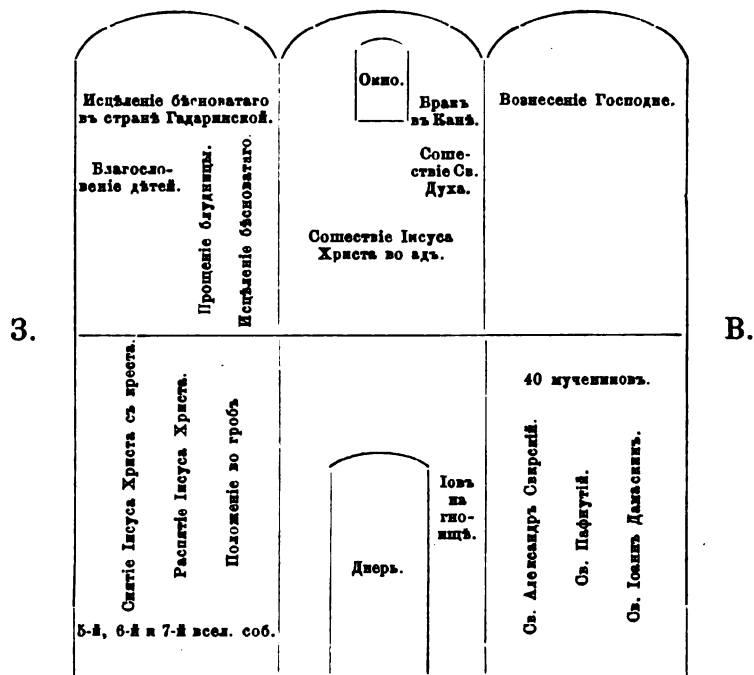 Исцѣленіе бѣсноватаго
въ странѣ Гадаринской.
Благосло-
веніе дѣтей.
Прощеніе блудницы.
Исцѣленіе бѣсноватаго.
Окно.
Бракъ
въ Канѣ.
Соше-
ствіе Св.
Духа.
Сошествіе Іисуса
Христа во адъ.
Вознесеніе Господне.
З.
В.
Снятіе Іисуса Христа съ креста.
Распятіе Іисуса Христа.
Положеніе во гробъ
5-й, 6-й и 7-й всел. соб.
Дверь.
Іовъ
на
гно-
ищѣ.
40 мучениковъ.
Св. Александръ Свирскій.
Св. Пафнутій.
Св. Іоаннъ Дамаскинъ.